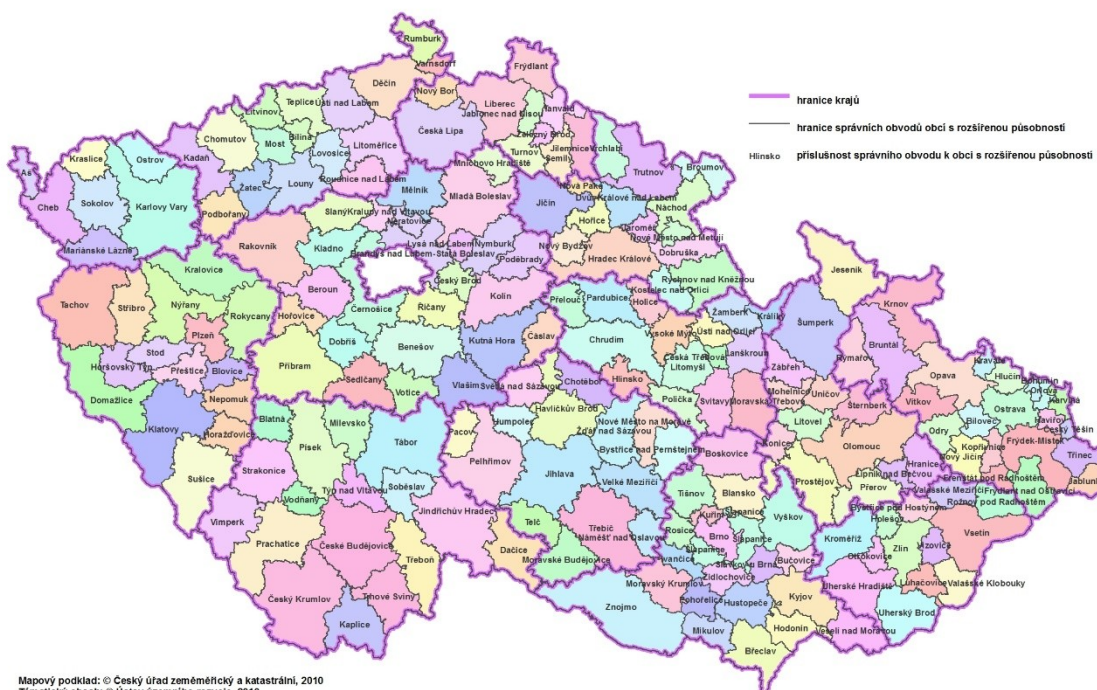 Rumburk
Varnsdorf
Frýdlant
Děčín
Nový Bor
Liberec
Jablonec nad Nisou
Tanvald
Železný Brod
Teplice
Ústí nad Labem
Litvínov
Bílina
Most
Chomutov
Česká Lípa
Litoměřice
Lovosice
Roudnice nad Labem
Turnov
Jilemnice
Semily
Vrchlabí
Trutnov
Broumov
Kraslice
Ostrov
Kadaň
Aš
Cheb
Sokolov
Karlovy Vary
Žatec
Louny
Podbořany
Mariánské Lázně
Mnichovo Hradiště
Mladá Boleslav
Mělník
Jičín
Nová Paka
Dvůr Králové nad Labem
Náchod
Hořice
Jaroměř
Nové Město nad Metují
Dobruška
Nový Bydžov
Hradec Králové
Rychnov nad Kněžnou
Kostelec nad Orlicí
Slaný
Kralupy nad Vltavou
Neratovice
Rakovník
Kladno
Lysá nad Labem
Nymburk
Brandýs nad Labem-Stará Boleslav
Poděbrady
Český Brod
Kolín
Beroun
Hořovice
Černošice
Říčany
Dobříš
Benešov
Kutná Hora
Čáslav
Příbram
Sedlčany
Votice
Vlašim
Kralovice
Tachov
Stříbro
Nýřany
Plzeň
Rokycany
Stod
Horšovský Týn
Přeštice
Blovice
Domažlice
Nepomuk
Klatovy
Horažďovice
Sušice
Blatná
Písek
Milevsko
Tábor
Strakonice
Vodňany
Týn nad Vltavou
Soběslav
Vimperk
Prachatice
České Budějovice
Třeboň
Jindřichův Hradec
Dačice
Český Krumlov
Trhové Sviny
Kaplice
Přelouč
Pardubice
Holice
Chrudim
Vysoké Mýto
Žamberk
Králíky
Ústí nad Orlicí
Česká Třebová
Lanškroun
Litomyšl
Hlinsko
Polička
Svitavy
Moravská Třebová
Světlá nad Sázavou
Chotěboř
Havlíčkův Brod
Humpolec
Pacov
Pelhřimov
Žďár nad Sázavou
Nové Město na Moravě
Bystřice nad Pernštejnem
Jihlava
Velké Meziříčí
Telč
Třebíč
Náměšť nad Oslavou
Moravské Budějovice
Jeseník
Šumperk
Zábřeh
Mohelnice
Uničov
Šternberk
Litovel
Konice
Olomouc
Prostějov
Přerov
Lipník nad Bečvou
Hranice
Krnov
Rýmařov
Bruntál
Opava
Vítkov
Kravaře
Hlučín
Bohumín
Orlová
Karviná
Ostrava
Havířov
Český Těšín
Bílovec
Odry
Nový Jičín
Kopřivnice
Frýdek-Místek
Třinec
Jablunk
Frenštát pod Radhoštěm
Frýdlant nad Ostravicí
Valašské Meziříčí
Rožnov pod Radhoštěm
Bystřice pod Hostýnem
Holešov
Vsetín
Kroměříž
Otrokovice
Zlín
Vizovice
Luhačovice
Valašské Klobouky
Uherské Hradiště
Uherský Brod
Boskovice
Tišnov
Blansko
Kuřim
Šlapanice
Vyškov
Rosice
Brno
Šlapanice
Šlapanice
Šlapanice
Ivančice
Slavkov u Brna
Bučovice
Židlochovice
Moravský Krumlov
Pohořelice
Hustopeče
Kyjov
Znojmo
Mikulov
Hodonín
Veselí nad Moravou
Břeclav
hranice krajů
hranice správních obvodů obcí s rozšířenou působností
Hlinsko příslušnost správního obvodu k obci s rozšířenou působností
Mapový podklad: © Český úřad zeměměřický a katastrální, 2010